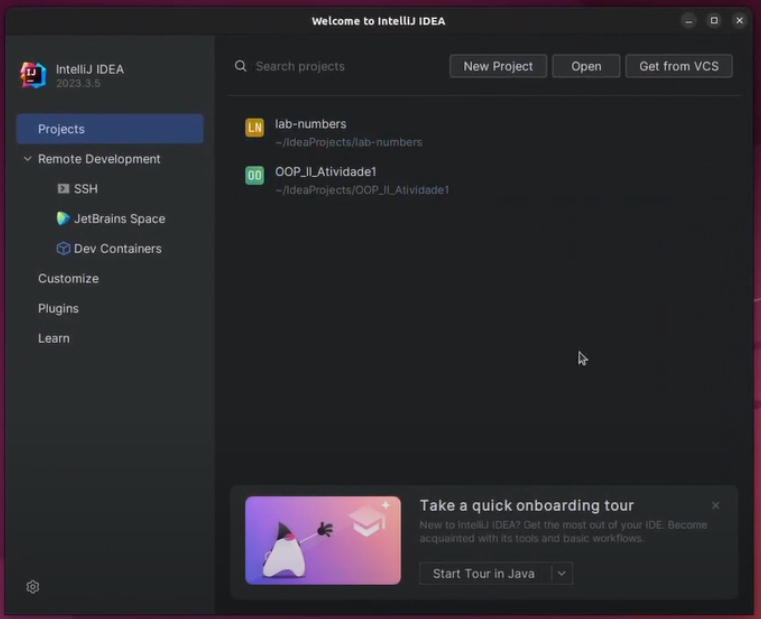 Welcome to IntelliJ IDEA
IntelliJ IDEA
2023.3.5
Search projects
New Project
Open
Get from VCS
Projects
Remote Development
SSH
JetBrains Space
Dev Containers
Customize
Plugins
Learn
LN
lab-numbers
~/IdeaProjects/lab-numbers
OO
OOP_II_Atividade1
~/IdeaProjects/OOP_II_Atividade1
IJ
Take a quick onboarding tour
New to IntelliJ IDEA? Get the most out of your IDE. Become
acquainted with its tools and basic workflows.
Start Tour in Java